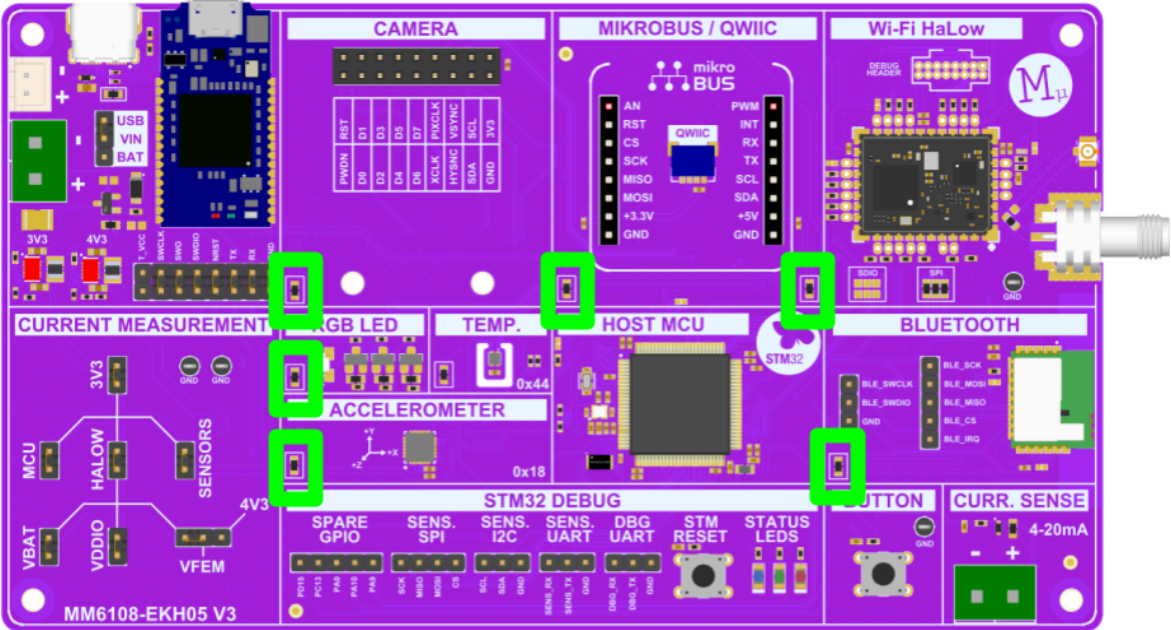 CAMERA
MIKROBUS / QWIIC
Wi-Fi HaLow
DEBUG
HEADER
Mμ
mikro
BUS
USB
VIN
BAT
RST D1 D3 D5 D7 PIXCLK VSYNC SCL 3V3
PWDN D0 D2 D4 D6 XCLK HYSNC SDA GND
AN
RST
CS
SCK
MISO
MOSI
+3.3V
GND
QWIIC
PWM
INT
RX
TX
SCL
SDA
+5V
GND
3V3 4V3
T_VCC SWCLK SWO SWDIO NRST TX RX GND
SDIO SPI
GND
CURRENT MEASUREMENT
RGB LED
TEMP.
HOST MCU
STM32
BLUETOOTH
3V3
GND GND
0x44
BLE_SWCLK
BLE_SWDIO
GND
BLE_SCK
BLE_MOSI
BLE_MISO
BLE_CS
BLE_IRQ
ACCELEROMETER
+Y
+X
+Z
0x18
MCU
HALOW
SENSORS
4V3
VBAT
VDDIO
VFEM
STM32 DEBUG
SPARE
GPIO
SENS.
SPI
SENS.
I2C
SENS.
UART
DBG
UART
STM
RESET
STATUS
LEDS
PD15 PC13 PA8 PA10 PA9
SCK MISO MOSI CS
SCL SDA GND
SENS_RX SENS_TX GND
DBG_RX DBG_TX GND
BUTTON
GND
CURR. SENSE
4-20mA
- +
MM6108-EKH05 V3